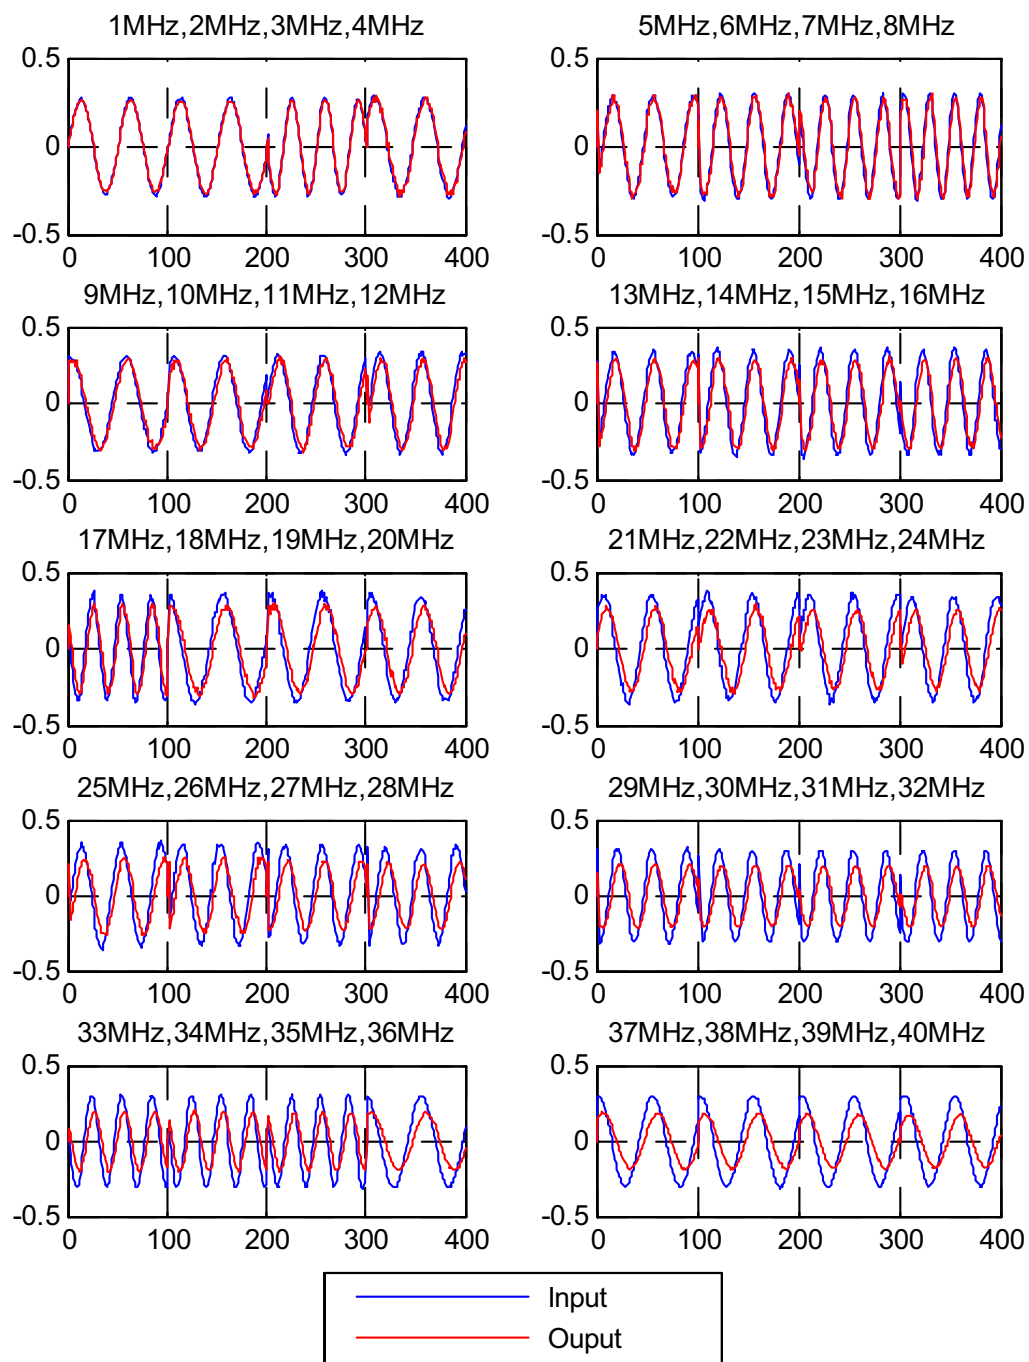 1MHz,2MHz,3MHz,4MHz
0.5
0
-0.5
0 100 200 300 400
5MHz,6MHz,7MHz,8MHz
0.5
0
-0.5
0 100 200 300 400
9MHz,10MHz,11MHz,12MHz
0.5
0
-0.5
0 100 200 300 400
13MHz,14MHz,15MHz,16MHz
0.5
0
-0.5
0 100 200 300 400
17MHz,18MHz,19MHz,20MHz
0.5
0
-0.5
0 100 200 300 400
21MHz,22MHz,23MHz,24MHz
0.5
0
-0.5
0 100 200 300 400
25MHz,26MHz,27MHz,28MHz
0.5
0
-0.5
0 100 200 300 400
29MHz,30MHz,31MHz,32MHz
0.5
0
-0.5
0 100 200 300 400
33MHz,34MHz,35MHz,36MHz
0.5
0
-0.5
0 100 200 300 400
37MHz,38MHz,39MHz,40MHz
0.5
0
-0.5
0 100 200 300 400
Input
Ouput